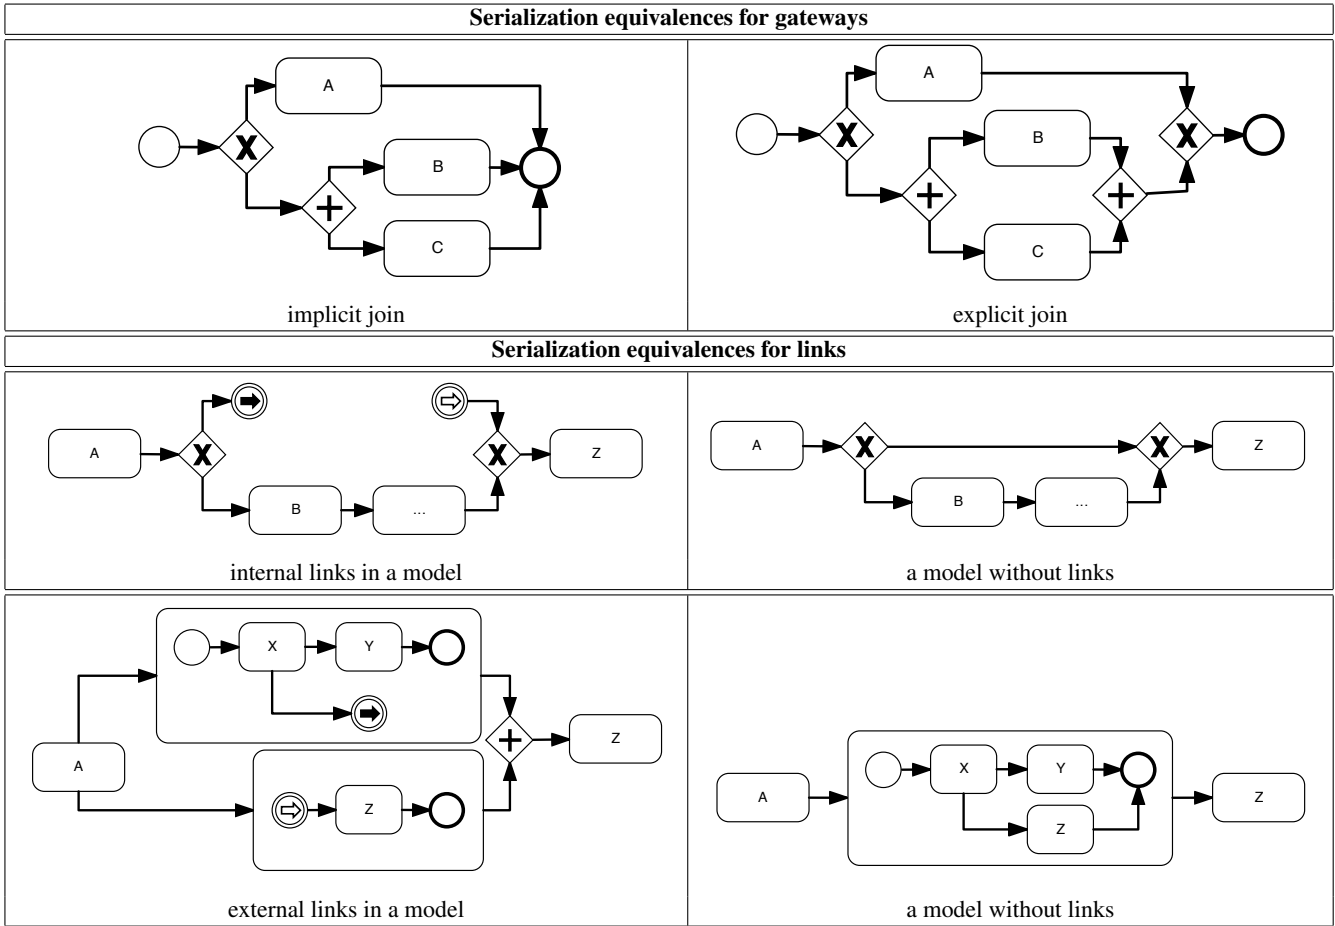 Serialization equivalences for gateways
A
B
C
implicit join
A
B
C
explicit join
Serialization equivalences for links
A
B
...
Z
internal links in a model
A
B
...
Z
a model without links
X
Y
A
Z
Z
external links in a model
X
Y
A
Z
Z
a model without links